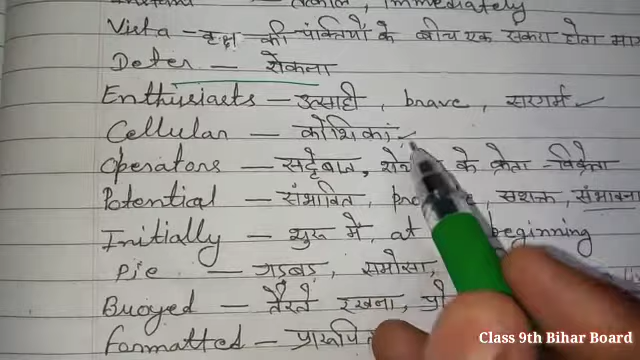 immediately
Vista - वृक्ष की पंक्तियों के बीच एक सकरा होता
Deter - रोकना
Enthusiasts - उत्साही, brave, सरगर्म
Cellular - कोशिका
Operators - सट्टेबाज, के क्रेता - विक्रेता
Potential - संभावित, सशक्त, संभावना
Initially - शुरू में, at beginning
Pie - गड़बड़, समोसा,
Buoyed - तैरते रखना,
Formatted - प्रारूपित
Class 9th Bihar Board